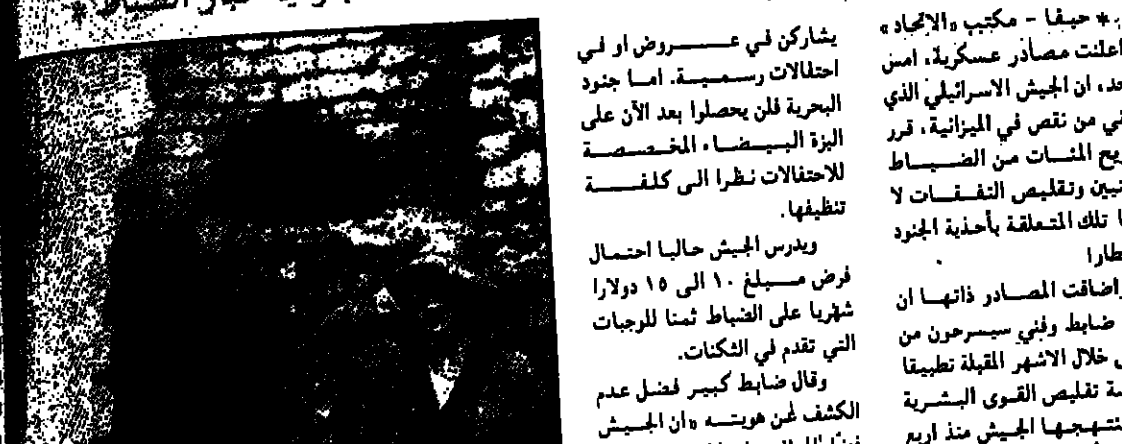 * حيفا - مكتب «الاتحاد»
اعلنت مصادر عسكرية، امس
ان الجيش الاسرائيلي الذي
من نقص في الميزانية، قرر
المئات من الضباط
وتقليص النفقات لا
تلك المتعلقة بأحذية الجنود
اضافت المصادر ذاتها ان
ضابط وفني سيسرحون من
خلال الاشهر المقبلة تطبيقا
تقليص القوى البشرية
الجيش منذ اربع
يشاركن في عروض او في
احتفالات رسمية. اما جنود
البحرية فلن يحصلوا بعد الآن على
البزة البيضاء المخصصة
للاحتفالات نظرا الى كلفة
تنظيفها.
ويدرس الجيش حاليا احتمال
فرض مبلغ ١٠ الى ١٥ دولارا
شهريا على الضباط ثمنا للوجبات
التي تقدم في الثكنات.
وقال ضابط كبير فضل عدم
الكشف عن هويته «ان الجيش